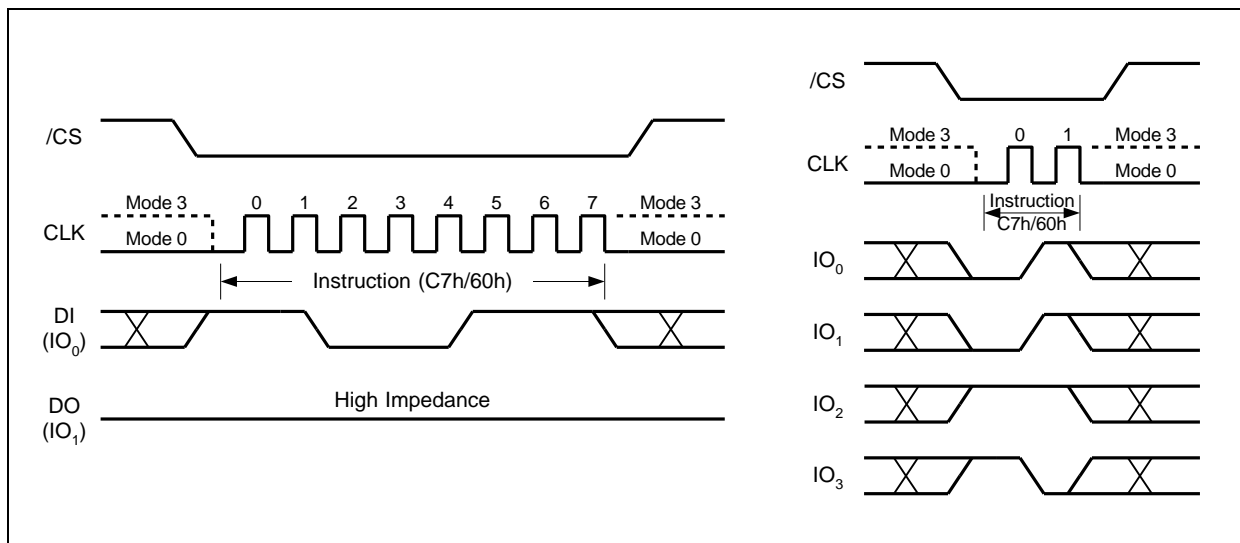 /CS
Mode 3 0 1 2 3 4 5 6 7 Mode 3
CLK Mode 0 Mode 0
Instruction (C7h/60h)
DI
(IO0)
High Impedance
DO
(IO1)
/CS
Mode 3 0 1 Mode 3
CLK Mode 0 Mode 0
Instruction
C7h/60h
IO0
IO1
IO2
IO3